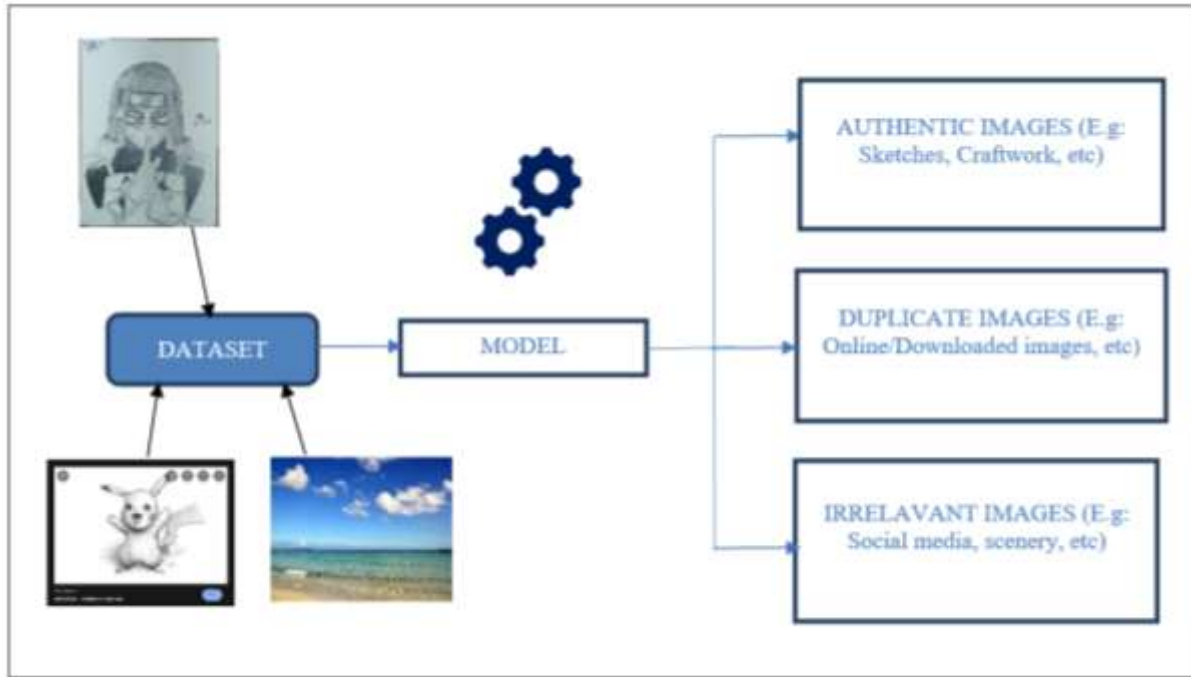 DATASET
MODEL
AUTHENTIC IMAGES (E.g:
Sketches, Craftwork, etc)
DUPLICATE IMAGES (E.g:
Online/Downloaded images, etc)
IRRELAVANT IMAGES (E.g:
Social media, scenery, etc)